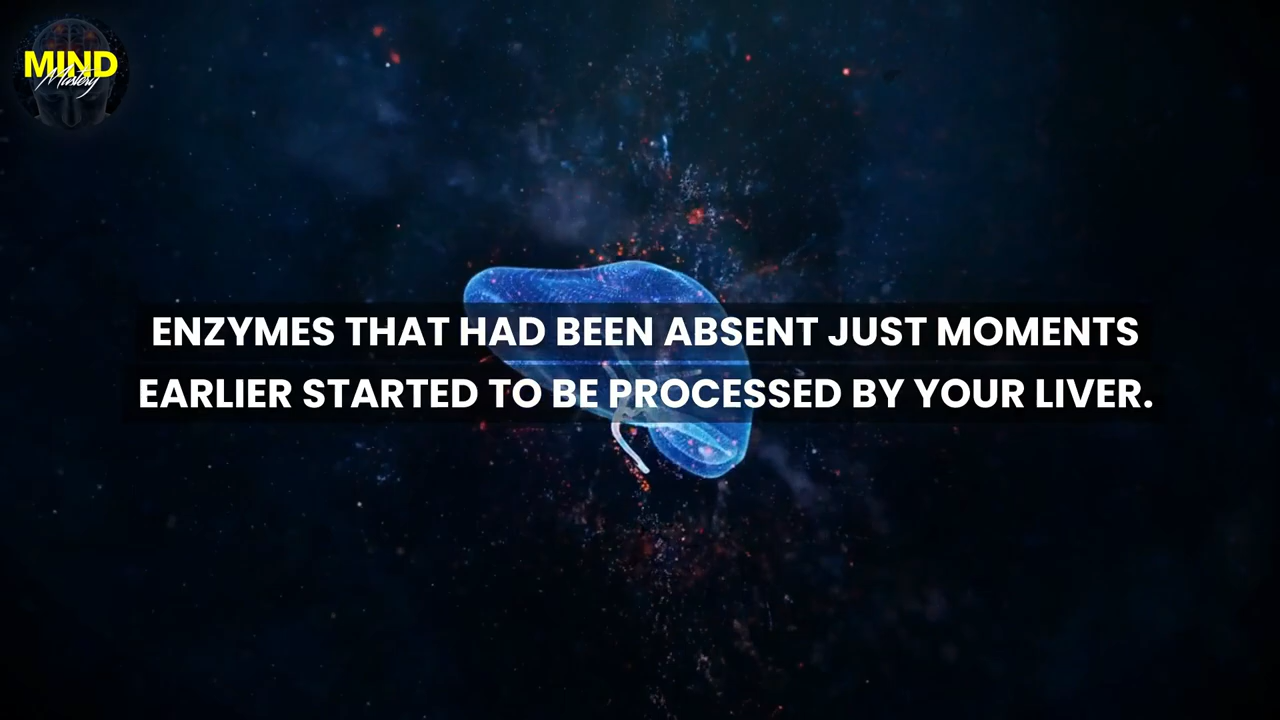 MIND
Mastery
ENZYMES THAT HAD BEEN ABSENT JUST MOMENTS
EARLIER STARTED TO BE PROCESSED BY YOUR LIVER.